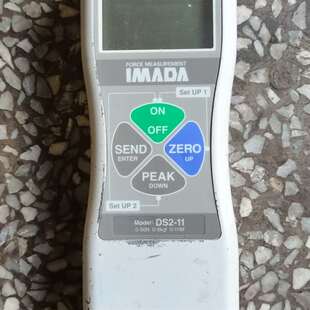 FORCE MEASUREMENT
IMADA
Set UP 1
ON
OFF
SEND
ENTER
ZERO
UP
PEAK
DOWN
Set UP 2
Model: DS2-11